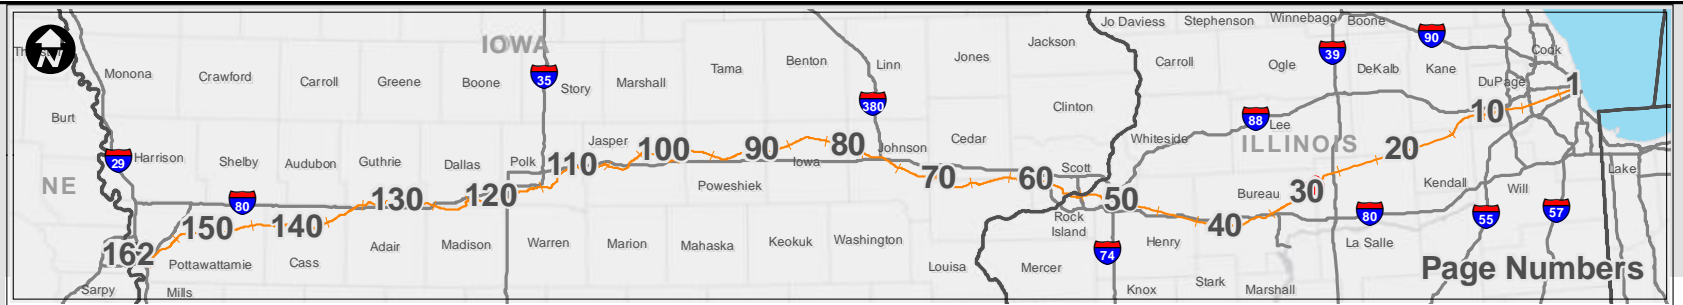 N
IOWA
ILLINOIS
NE
Monona
Crawford
Carroll
Greene
Boone
35
Story
Marshall
Tama
Benton
Linn
Jones
Jackson
Jo Daviess
Stephenson
Winnebago
Boone
39
90
Cook
Carroll
Ogle
DeKalb
Kane
DuPage
1
10
Burt
380
Clinton
Whiteside
88
Lee
20
29
Harrison
Shelby
Audubon
Guthrie
Dallas
Polk
110
Jasper
100
90
Iowa
80
Johnson
Cedar
70
60
Scott
50
Bureau
30
Kendall
Will
Lake
80
130
120
Poweshiek
Rock
Island
40
80
55
57
162
150
140
Pottawattamie
Cass
Adair
Madison
Warren
Marion
Mahaska
Keokuk
Washington
Louisa
Mercer
74
Henry
La Salle
Page Numbers
Sarpy
Mills
Knox
Stark
Marshall